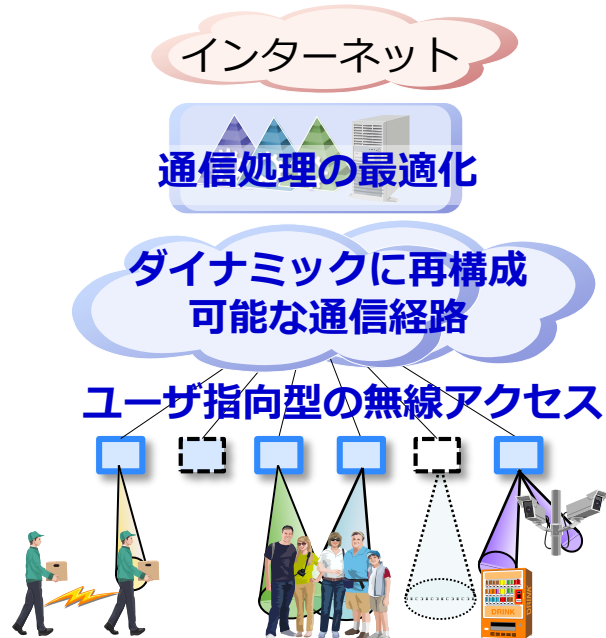 インターネット
通信処理の最適化
ダイナミックに再構成
可能な通信経路
ユーザ指向型の無線アクセス
DRINK
DRINK